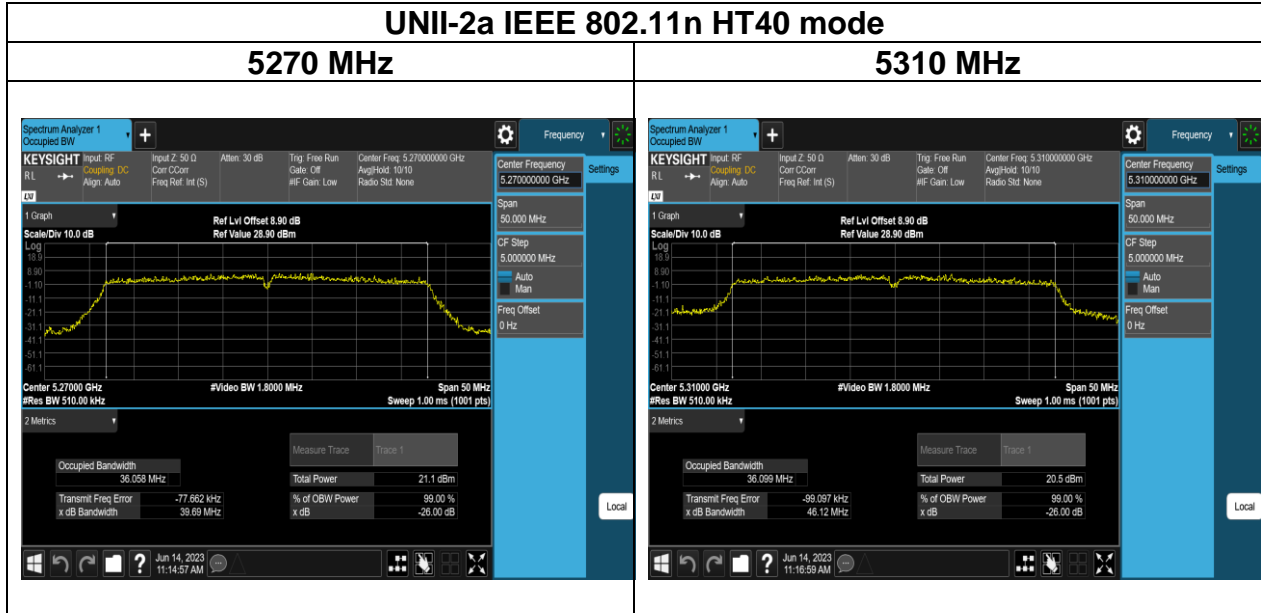 UNII-2a IEEE 802.11n HT40 mode
5270 MHz
5310 MHz
Spectrum Analyzer 1
Occupied BW
+
Frequency
KEYSIGHT Input: RF Input Z: 50 Ω Atten: 30 dB Trig: Free Run Center Freq: 5.270000000 GHz
RL Coupling: DC Corr CCorr Gate: Off Avg|Hold: 10/10
Align: Auto Freq Ref: Int (S) #IF Gain: Low Radio Std: None
LXI
Center Frequency
5.270000000 GHz
Settings
Span
50.000 MHz
CF Step
5.000000 MHz
Auto
Man
Freq Offset
0 Hz
Local
1 Graph
Ref Lvl Offset 8.90 dB
Scale/Div 10.0 dB Ref Value 28.90 dBm
Log
18.9
8.90
-1.10
-11.1
-21.1
-31.1
-41.1
-51.1
-61.1
Center 5.27000 GHz #Video BW 1.8000 MHz Span 50 MHz
#Res BW 510.00 kHz Sweep 1.00 ms (1001 pts)
2 Metrics
Measure Trace Trace 1
Occupied Bandwidth
36.058 MHz Total Power 21.1 dBm
Transmit Freq Error -77.662 kHz % of OBW Power 99.00 %
x dB Bandwidth 39.69 MHz x dB -26.00 dB
? Jun 14, 2023
11:14:57 AM
Spectrum Analyzer 1
Occupied BW
+
Frequency
KEYSIGHT Input: RF Input Z: 50 Ω Atten: 30 dB Trig: Free Run Center Freq: 5.310000000 GHz
RL Coupling: DC Corr CCorr Gate: Off Avg|Hold: 10/10
Align: Auto Freq Ref: Int (S) #IF Gain: Low Radio Std: None
LXI
Center Frequency
5.310000000 GHz
Settings
Span
50.000 MHz
CF Step
5.000000 MHz
Auto
Man
Freq Offset
0 Hz
Local
1 Graph
Ref Lvl Offset 8.90 dB
Scale/Div 10.0 dB Ref Value 28.90 dBm
Log
18.9
8.90
-1.10
-11.1
-21.1
-31.1
-41.1
-51.1
-61.1
Center 5.31000 GHz #Video BW 1.8000 MHz Span 50 MHz
#Res BW 510.00 kHz Sweep 1.00 ms (1001 pts)
2 Metrics
Measure Trace Trace 1
Occupied Bandwidth
36.099 MHz Total Power 20.5 dBm
Transmit Freq Error -99.097 kHz % of OBW Power 99.00 %
x dB Bandwidth 46.12 MHz x dB -26.00 dB
? Jun 14, 2023
11:16:59 AM